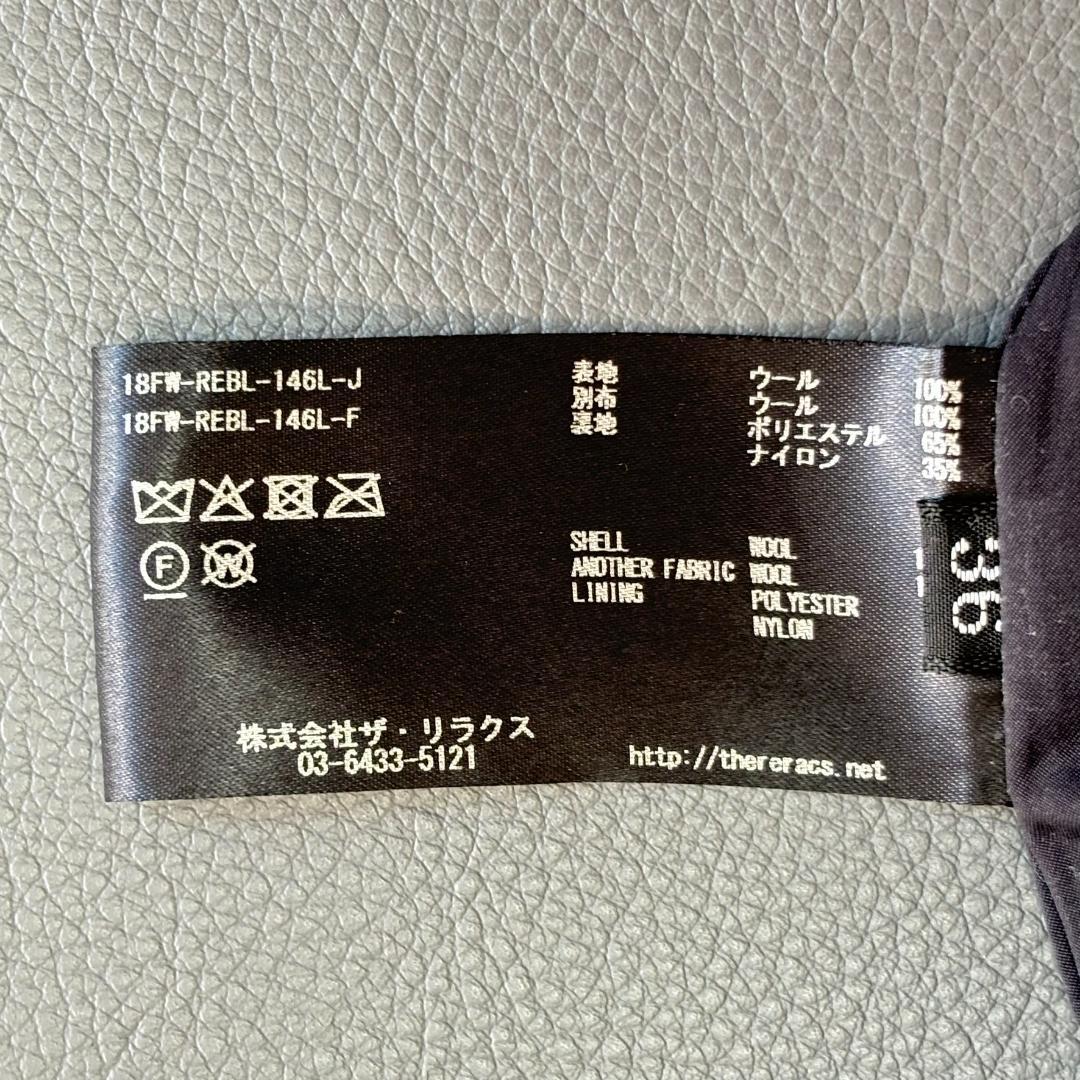 18FW-REBL-146L-J
18FW-REBL-146L-F
表地 ウール 100%
別布 ウール 100%
裏地 ポリエステル 65%
ナイロン 35%
F
W
SHELL WOOL
ANOTHER FABRIC WOOL
LINING POLYESTER
NYLON
36
株式会社ザ・リラクス
03-6433-5121
http://thereracs.net